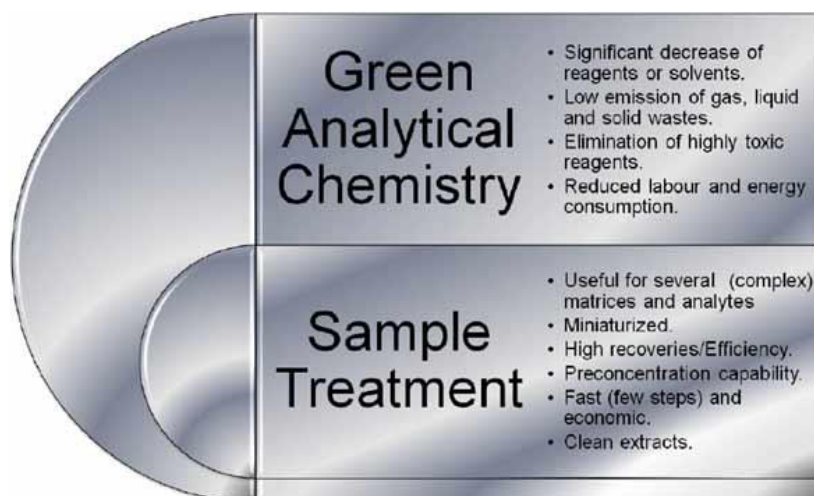 Green
Analytical
Chemistry
• Significant decrease of
reagents or solvents.
• Low emission of gas, liquid
and solid wastes.
• Elimination of highly toxic
reagents.
• Reduced labour and energy
consumption.
Sample
Treatment
• Useful for several (complex)
matrices and analytes
• Miniaturized.
• High recoveries/Efficiency.
• Preconcentration capability.
• Fast (few steps) and
economic.
• Clean extracts.